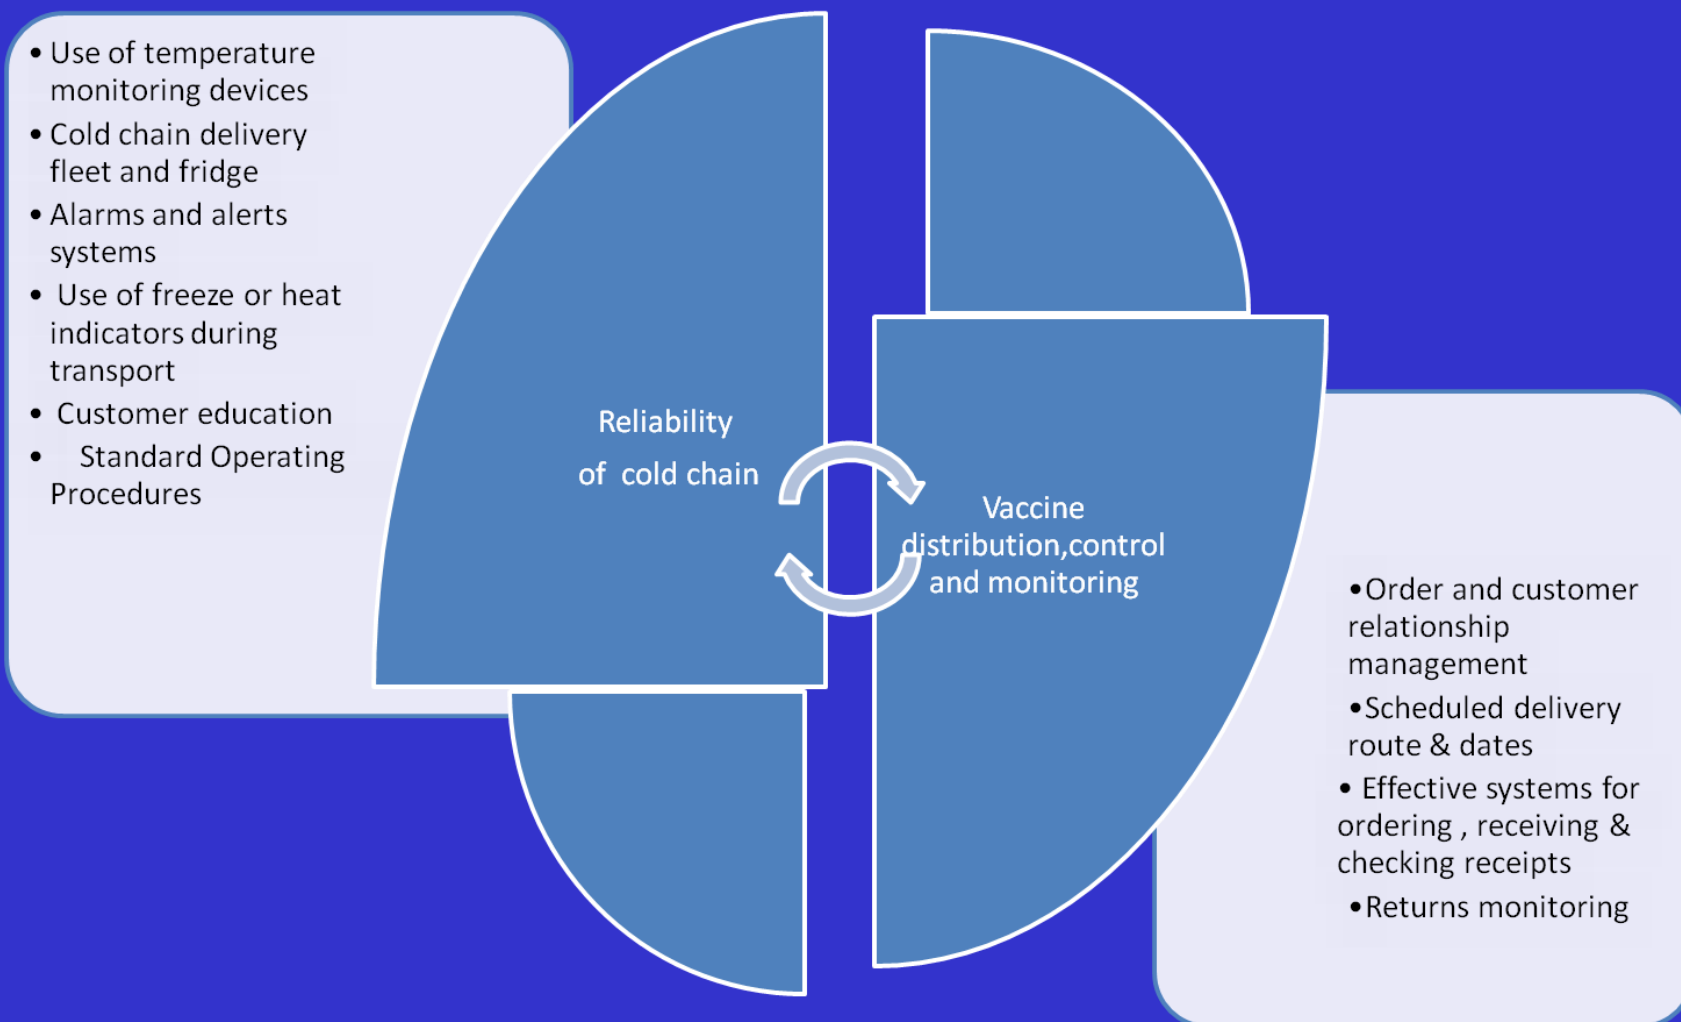 • Use of temperature
monitoring devices
• Cold chain delivery
fleet and fridge
• Alarms and alerts
systems
• Use of freeze or heat
indicators during
transport
• Customer education
• Standard Operating
Procedures
Reliability
of cold chain
Vaccine
distribution,control
and monitoring
•Order and customer
relationship
management
•Scheduled delivery
route & dates
• Effective systems for
ordering , receiving &
checking receipts
•Returns monitoring